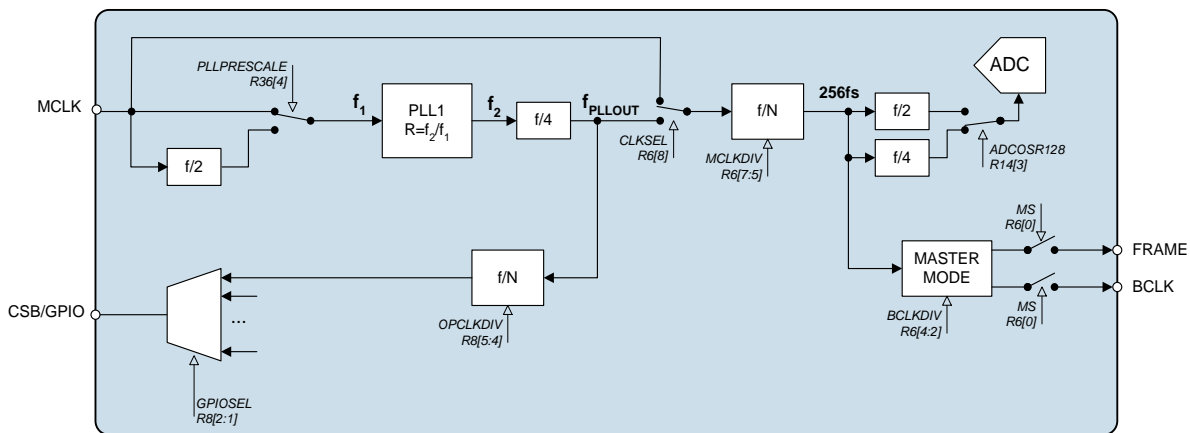 PLLPRESCALE
R36[4]
MCLK
f/2
f1
PLL1
R=f2/f1
f2
f/4
fPLLOUT
CLKSEL
R6[8]
f/N
MCLKDIV
R6[7:5]
256fs
f/2
f/4
ADC
ADCOSR128
R14[3]
MS
R6[0]
FRAME
MASTER
MODE
BCLK
MS
R6[0]
BCLKDIV
R6[4:2]
f/N
OPCLKDIV
R8[5:4]
CSB/GPIO
...
GPIOSEL
R8[2:1]